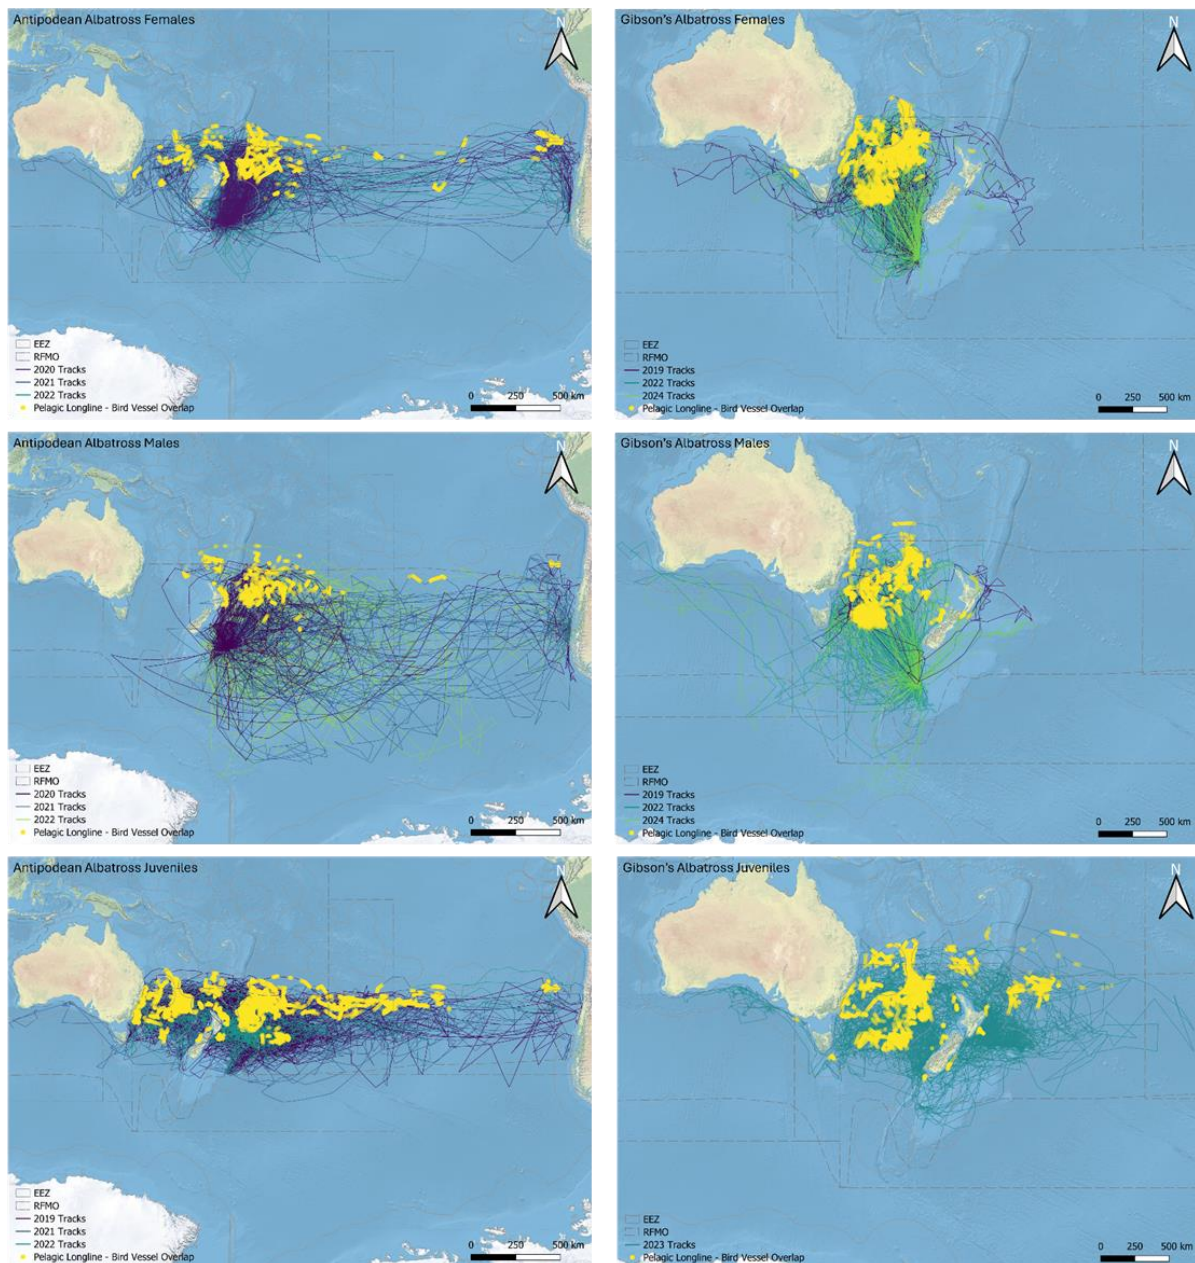 Antipodean Albatross Females
N
EEZ
RFMO
2020 Tracks
2021 Tracks
2022 Tracks
Pelagic Longline - Bird Vessel Overlap
0 250 500 km
Gibson's Albatross Females
N
EEZ
RFMO
2019 Tracks
2022 Tracks
2024 Tracks
Pelagic Longline - Bird Vessel Overlap
0 250 500 km
Antipodean Albatross Males
N
EEZ
RFMO
2020 Tracks
2021 Tracks
2022 Tracks
Pelagic Longline - Bird Vessel Overlap
0 250 500 km
Gibson's Albatross Males
N
EEZ
RFMO
2019 Tracks
2022 Tracks
2024 Tracks
Pelagic Longline - Bird Vessel Overlap
0 250 500 km
Antipodean Albatross Juveniles
N
EEZ
RFMO
2019 Tracks
2021 Tracks
2022 Tracks
Pelagic Longline - Bird Vessel Overlap
0 250 500 km
Gibson's Albatross Juveniles
N
EEZ
RFMO
2023 Tracks
Pelagic Longline - Bird Vessel Overlap
0 250 500 km